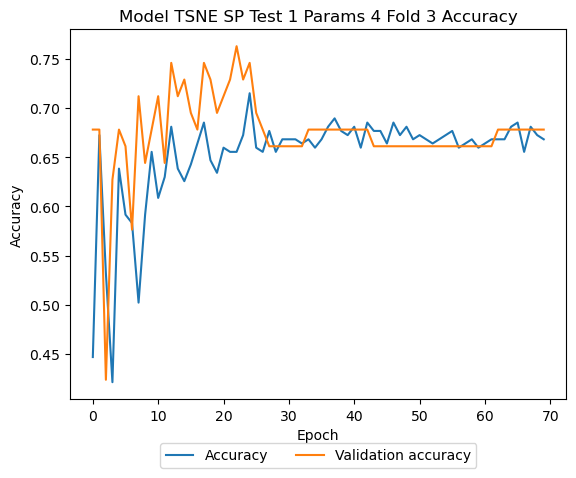 Model TSNE SP Test 1 Params 4 Fold 3 Accuracy
0.75
0.70
0.65
0.60
0.55
0.50
0.45
Accuracy
0 10 20 30 40 50 60 70
Epoch
Accuracy Validation accuracy